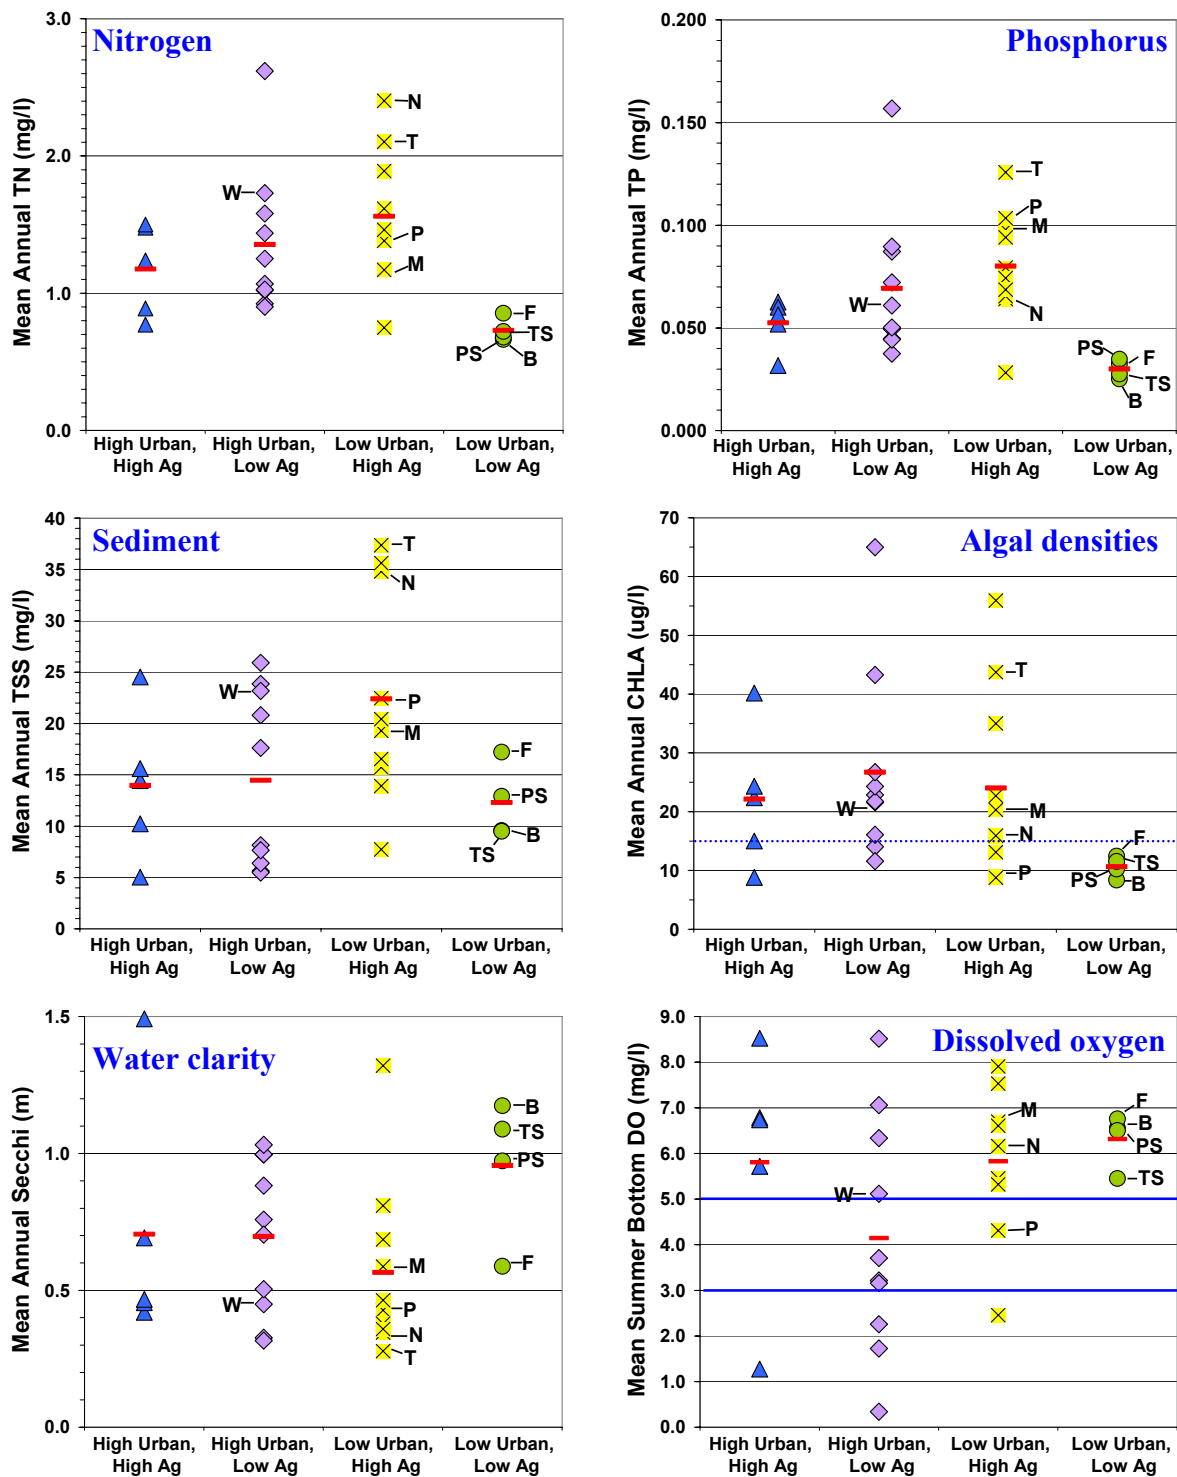 Nitrogen
Mean Annual TN (mg/l)
3.0
2.0
1.0
0.0
W
N
T
P
M
F
TS
PS
B
High Urban, High Urban, Low Urban, Low Urban,
High Ag Low Ag High Ag Low Ag
Phosphorus
Mean Annual TP (mg/l)
0.200
0.150
0.100
0.050
0.000
W
T
P
M
N
PS
F
TS
B
High Urban, High Urban, Low Urban, Low Urban,
High Ag Low Ag High Ag Low Ag
Sediment
Mean Annual TSS (mg/l)
40
35
30
25
20
15
10
5
0
W
T
N
P
M
F
PS
B
TS
High Urban, High Urban, Low Urban, Low Urban,
High Ag Low Ag High Ag Low Ag
Algal densities
Mean Annual CHLA (ug/l)
70
60
50
40
30
20
10
0
W
T
M
N
P
F
TS
PS
B
High Urban, High Urban, Low Urban, Low Urban,
High Ag Low Ag High Ag Low Ag
Water clarity
Mean Annual Secchi (m)
1.5
1.0
0.5
0.0
W
M
P
N
T
B
TS
PS
F
High Urban, High Urban, Low Urban, Low Urban,
High Ag Low Ag High Ag Low Ag
Dissolved oxygen
Mean Summer Bottom DO (mg/l)
9.0
8.0
7.0
6.0
5.0
4.0
3.0
2.0
1.0
0.0
W
M
N
P
F
B
PS
TS
High Urban, High Urban, Low Urban, Low Urban,
High Ag Low Ag High Ag Low Ag